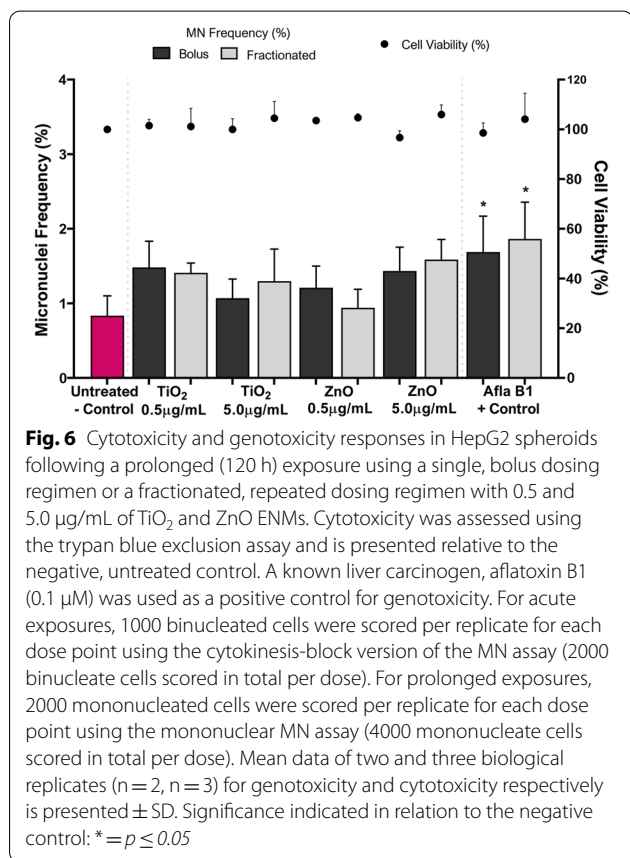 MN Frequency (%)
Bolus Fractionated Cell Viability (%)
4 120
100
3
80
2 60
40
1
20
0 0
Micronuclei Frequency (%)
Cell Viability (%)
* *
Untreated TiO₂ TiO₂ ZnO ZnO Afla B1
- Control 0.5μg/mL 5.0μg/mL 0.5μg/mL 5.0μg/mL + Control
Fig. 6 Cytotoxicity and genotoxicity responses in HepG2 spheroids
following a prolonged (120 h) exposure using a single, bolus dosing
regimen or a fractionated, repeated dosing regimen with 0.5 and
5.0 µg/mL of TiO₂ and ZnO ENMs. Cytotoxicity was assessed using
the trypan blue exclusion assay and is presented relative to the
negative, untreated control. A known liver carcinogen, aflatoxin B1
(0.1 µM) was used as a positive control for genotoxicity. For acute
exposures, 1000 binucleated cells were scored per replicate for each
dose point using the cytokinesis-block version of the MN assay (2000
binucleate cells scored in total per dose). For prolonged exposures,
2000 mononucleated cells were scored per replicate for each dose
point using the mononuclear MN assay (4000 mononucleate cells
scored in total per dose). Mean data of two and three biological
replicates (n = 2, n = 3) for genotoxicity and cytotoxicity respectively
is presented ± SD. Significance indicated in relation to the negative
control: * = p ≤ 0.05